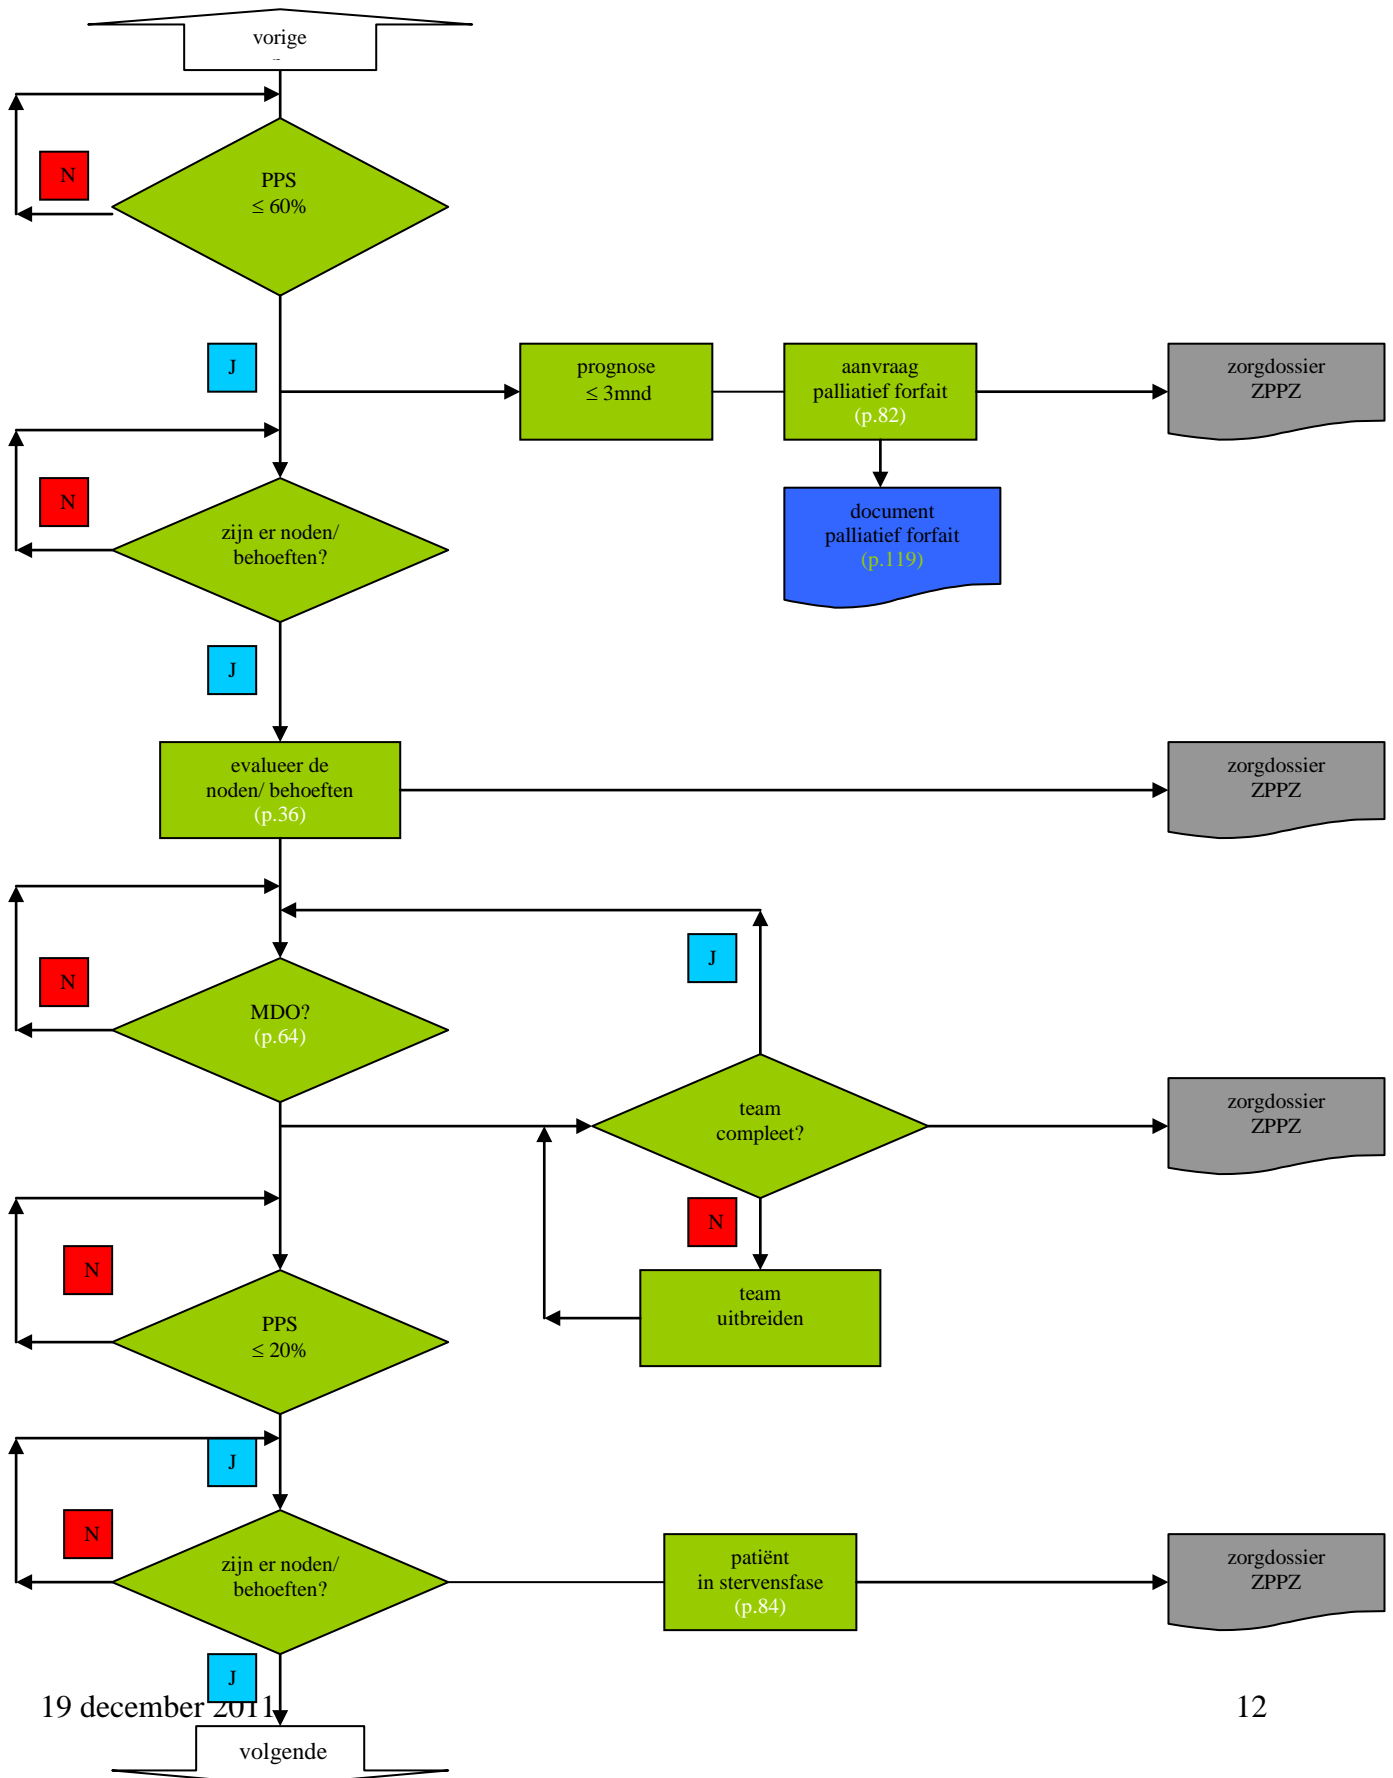 vorige
N
PPS
≤ 60%
J
prognose
≤ 3mnd
aanvraag
palliatief forfait
(p.82)
zorgdossier
ZPPZ
N
zijn er noden/
behoeften?
document
palliatief forfait
(p.119)
J
evalueer de
noden/ behoeften
(p.36)
zorgdossier
ZPPZ
N
J
MDO?
(p.64)
team
compleet?
zorgdossier
ZPPZ
N
N
team
uitbreiden
PPS
≤ 20%
J
N
zijn er noden/
behoeften?
patiënt
in stervensfase
(p.84)
zorgdossier
ZPPZ
J
19 december 2011
12
volgende